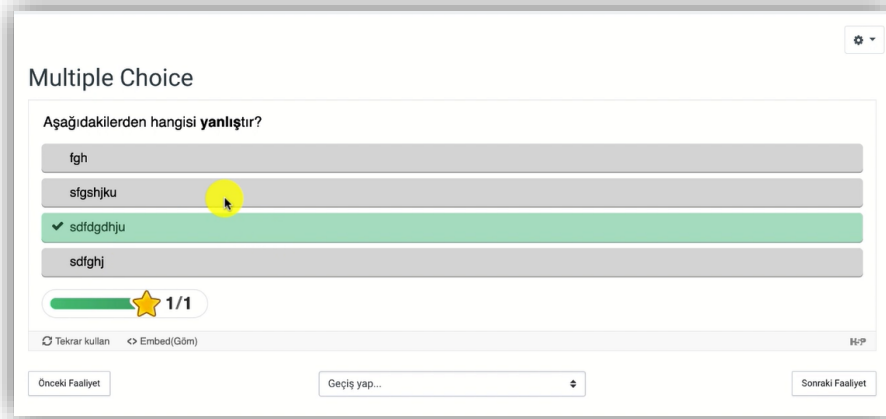 Multiple Choice
Aşağıdakilerden hangisi yanlıştır?
fgh
sfgshjku
sdfdgdhju
sdfghj
1/1
Tekrar kullan <> Embed(Göm)
H-P
Önceki Faaliyet Geçiş yap... Sonraki Faaliyet